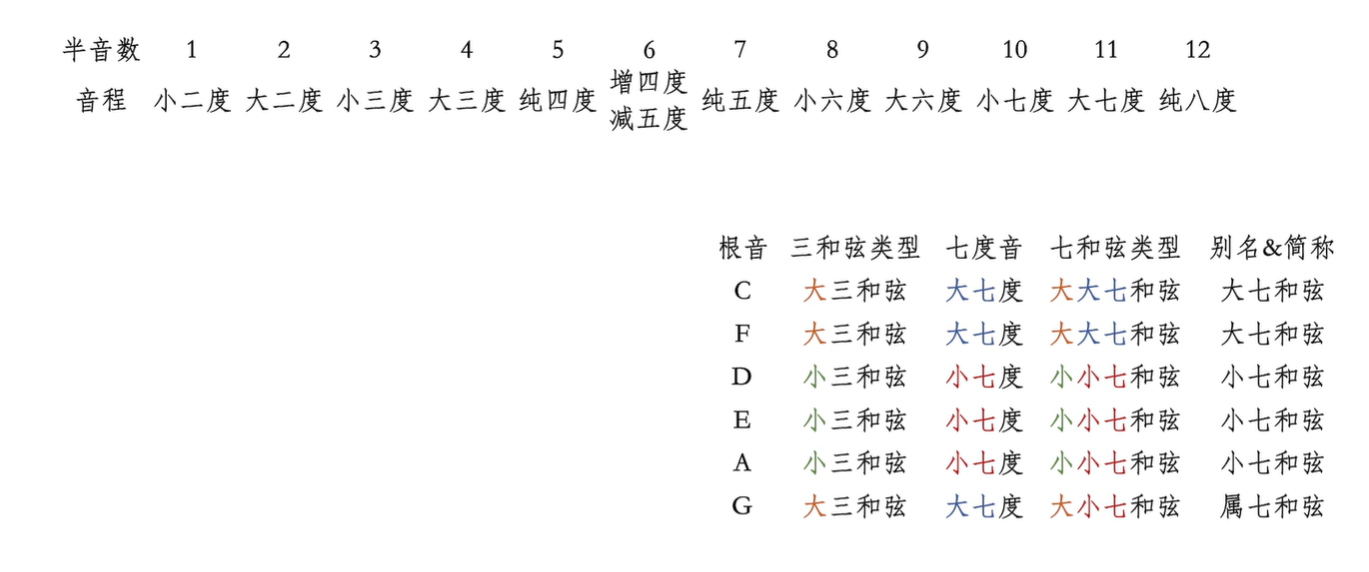 半音数 1 2 3 4 5 6 7 8 9 10 11 12
音程 小二度 大二度 小三度 大三度 纯四度 增四度 减五度 纯五度 小六度 大六度 小七度 大七度 纯八度
根音 三和弦类型 七度音 七和弦类型 别名&简称
C 大三和弦 大七度 大大七和弦 大七和弦
F 大三和弦 大七度 大大七和弦 大七和弦
D 小三和弦 小七度 小小七和弦 小七和弦
E 小三和弦 小七度 小小七和弦 小七和弦
A 小三和弦 小七度 小小七和弦 小七和弦
G 大三和弦 大七度 大小七和弦 属七和弦